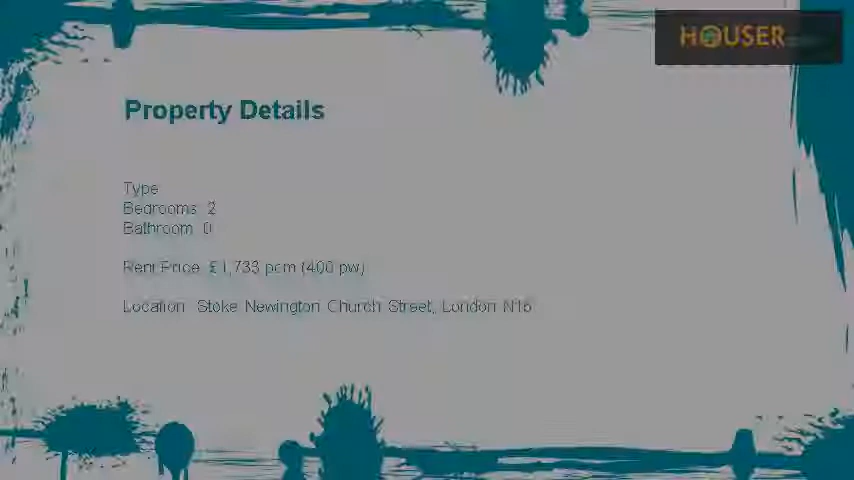 HOUSER
Property Details
Type
Bedrooms: 2
Bathroom: 0
Rent Price: £1,733 pcm (400 pw)
Location: Stoke Newington Church Street,, London N16